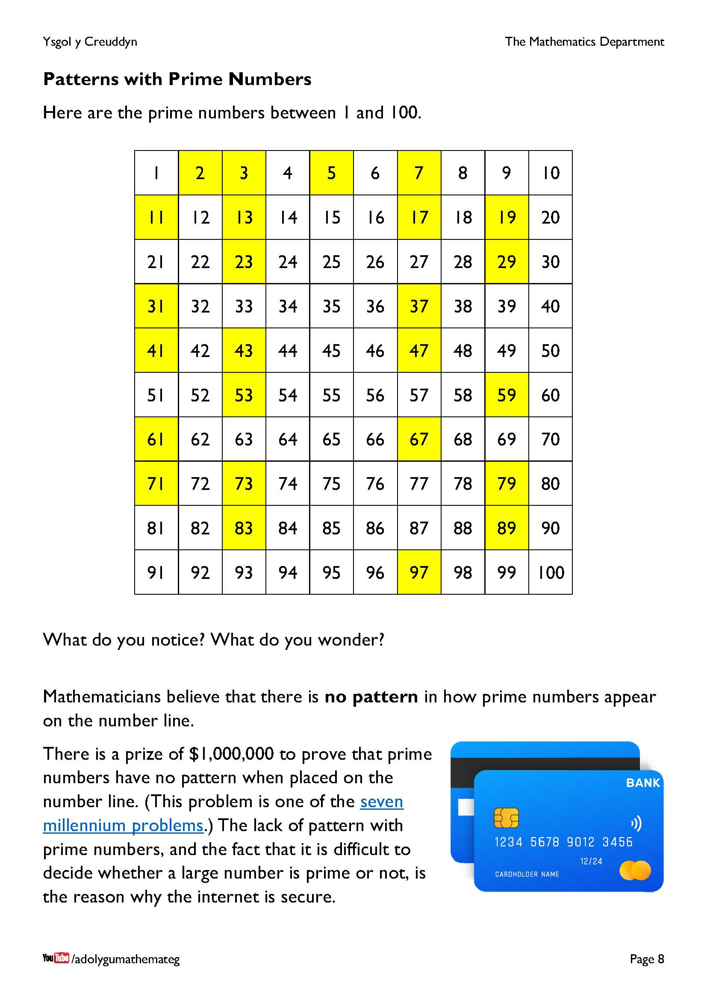 Ysgol y Creuddyn The Mathematics Department
Patterns with Prime Numbers
Here are the prime numbers between 1 and 100.
1 2 3 4 5 6 7 8 9 10
11 12 13 14 15 16 17 18 19 20
21 22 23 24 25 26 27 28 29 30
31 32 33 34 35 36 37 38 39 40
41 42 43 44 45 46 47 48 49 50
51 52 53 54 55 56 57 58 59 60
61 62 63 64 65 66 67 68 69 70
71 72 73 74 75 76 77 78 79 80
81 82 83 84 85 86 87 88 89 90
91 92 93 94 95 96 97 98 99 100
What do you notice? What do you wonder?
Mathematicians believe that there is no pattern in how prime numbers appear
on the number line.
There is a prize of $1,000,000 to prove that prime
numbers have no pattern when placed on the
number line. (This problem is one of the seven
millennium problems.) The lack of pattern with
prime numbers, and the fact that it is difficult to
decide whether a large number is prime or not, is
the reason why the internet is secure.
BANK
1234 5678 9012 3456
12/24
CARDHOLDER NAME
YouTube/adolygumathemateg Page 8